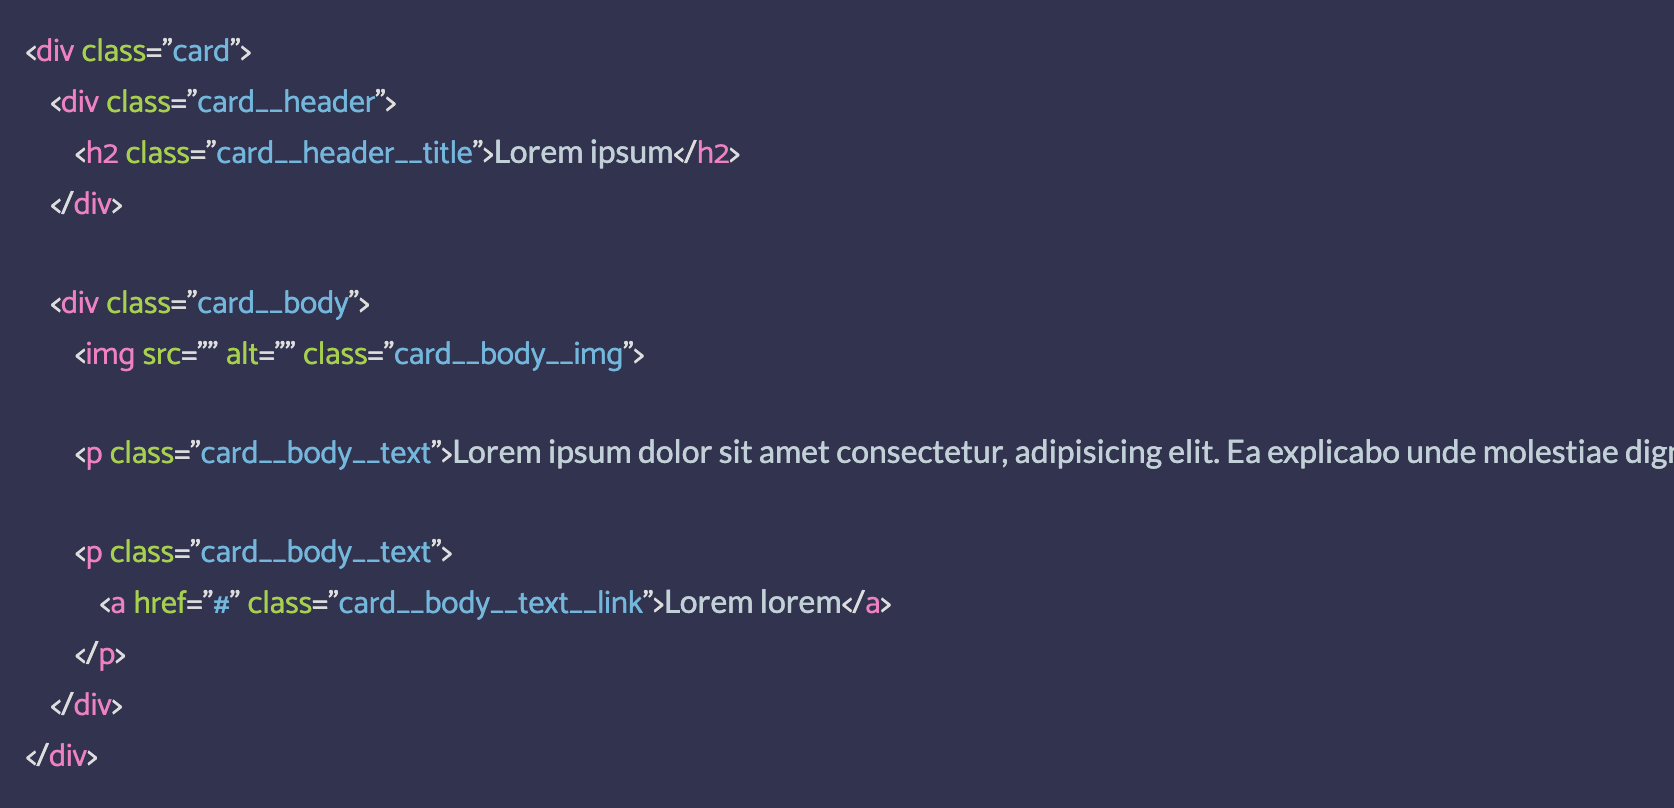 <div class=”card”>
<div class=”card__header”>
<h2 class=”card__header__title”>Lorem ipsum</h2>
</div>
<div class=”card__body”>
<img src=”” alt=”” class=”card__body__img”>
<p class=”card__body__text”>Lorem ipsum dolor sit amet consectetur, adipisicing elit. Ea explicabo unde molestiae
<p class=”card__body__text”>
<a href=”#” class=”card__body__text__link”>Lorem lorem</a>
</p>
</div>
</div>